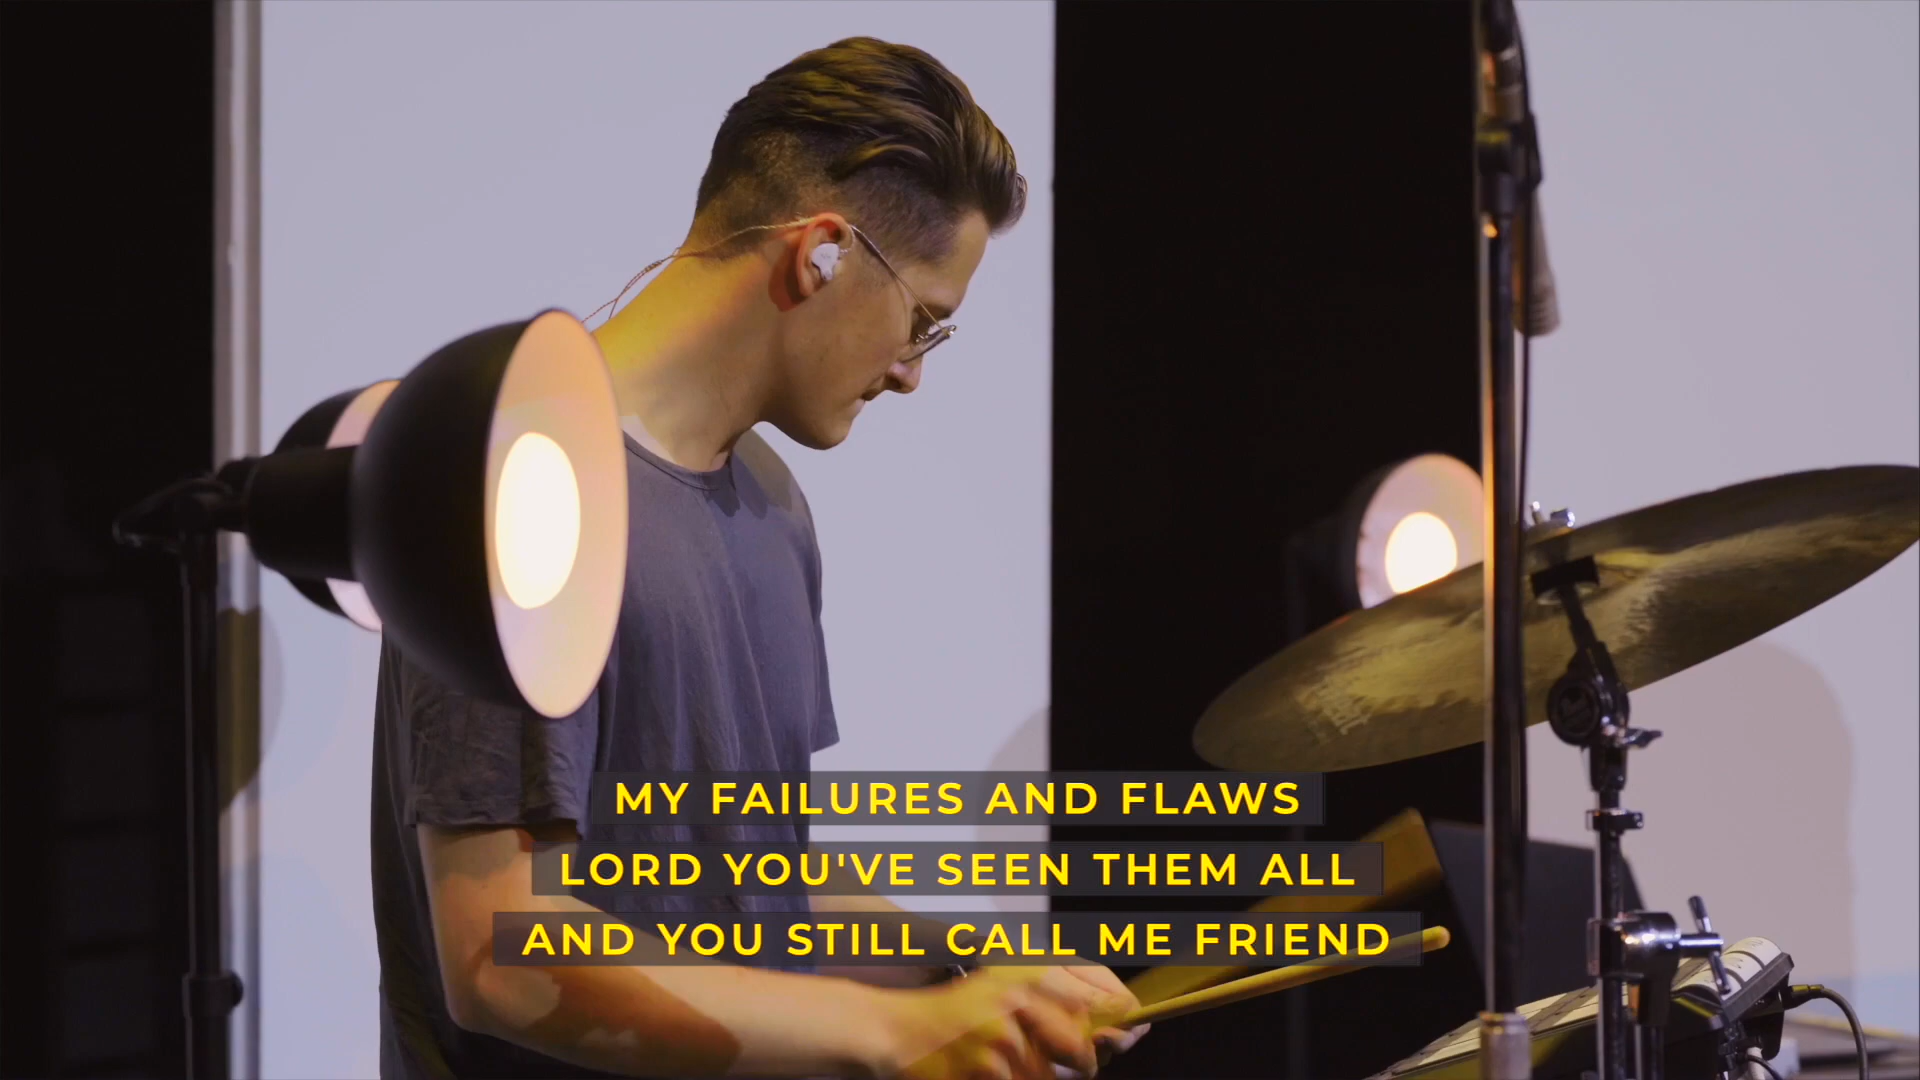 MY FAILURES AND FLAWS
LORD YOU'VE SEEN THEM ALL
AND YOU STILL CALL ME FRIEND